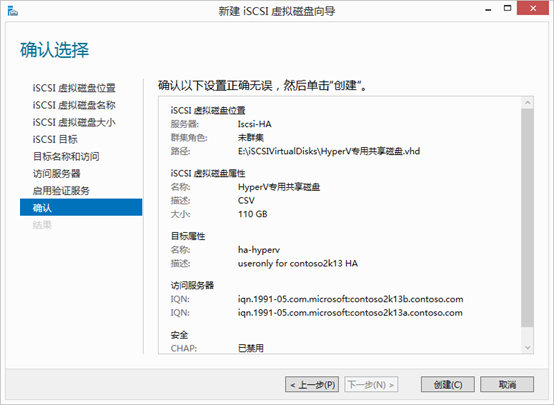 新建 iSCSI 虚拟磁盘向导
确认选择
iSCSI 虚拟磁盘位置
iSCSI 虚拟磁盘名称
iSCSI 虚拟磁盘大小
iSCSI 目标
目标名称和访问
访问服务器
启用验证服务
确认
结果
确认以下设置正确无误，然后单击"创建"。
iSCSI 虚拟磁盘位置
服务器: Iscsi-HA
群集角色: 未群集
路径: E:\iSCSIVirtualDisks\HyperV专用共享磁盘.vhd
iSCSI 虚拟磁盘属性
名称: HyperV专用共享磁盘
描述: CSV
大小: 110 GB
目标属性
名称: ha-hyperv
描述: useronly for contoso2k13 HA
访问服务器
IQN: iqn.1991-05.com.microsoft:contoso2k13b.contoso.com
IQN: iqn.1991-05.com.microsoft:contoso2k13a.contoso.com
安全
CHAP: 已禁用
< 上一步(P) 下一步(N) > 创建(C) 取消